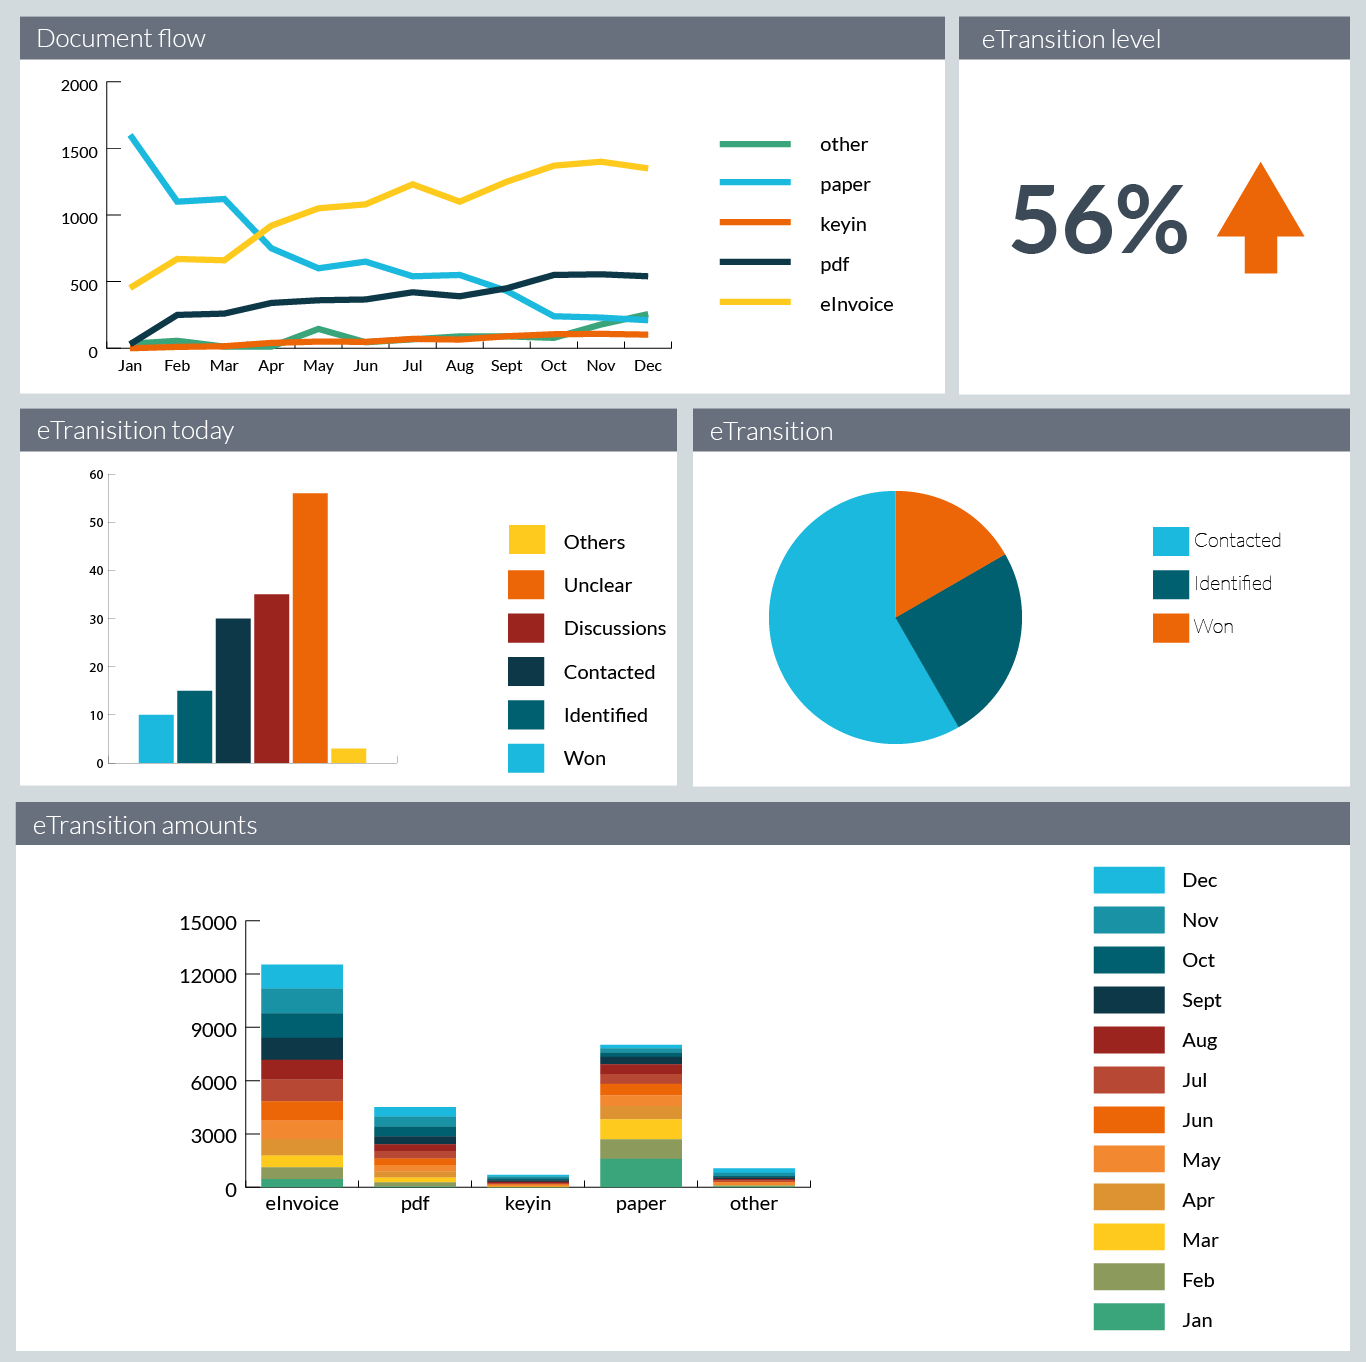 Document flow
2000
1500
1000
500
0
Jan Feb Mar Apr May Jun Jul Aug Sept Oct Nov Dec
other
paper
keyin
pdf
eInvoice
eTransition level
56%
eTranisition today
60
50
40
30
20
10
0
Others
Unclear
Discussions
Contacted
Identified
Won
eTransition
Contacted
Identified
Won
eTransition amounts
15000
12000
9000
6000
3000
0
eInvoice pdf keyin paper other
Dec
Nov
Oct
Sept
Aug
Jul
Jun
May
Apr
Mar
Feb
Jan